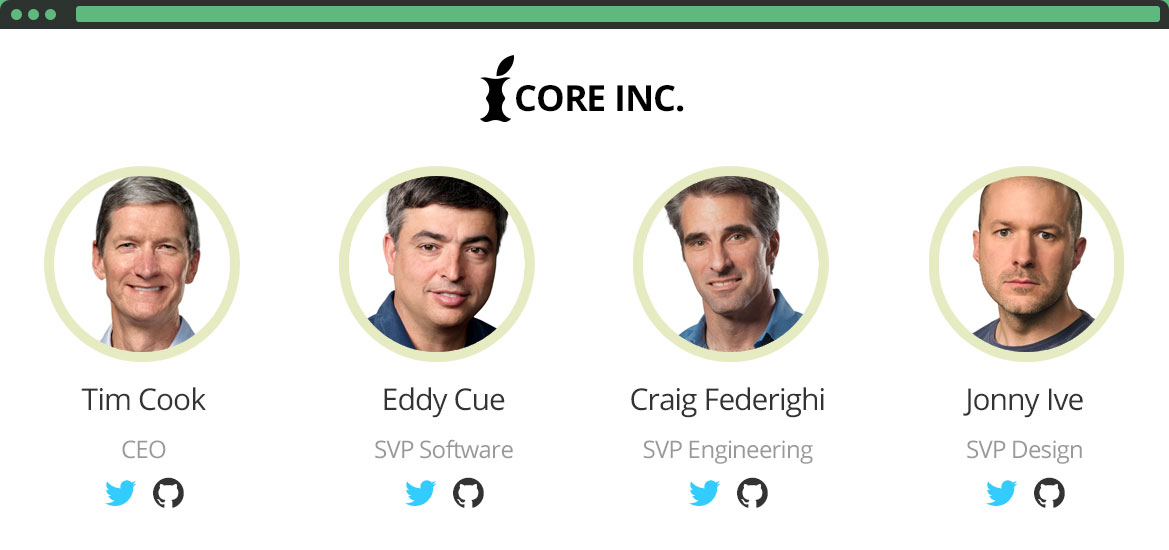 CORE INC.
Tim Cook
Eddy Cue
Craig Federighi
Jonny Ive
CEO
SVP Software
SVP Engineering
SVP Design